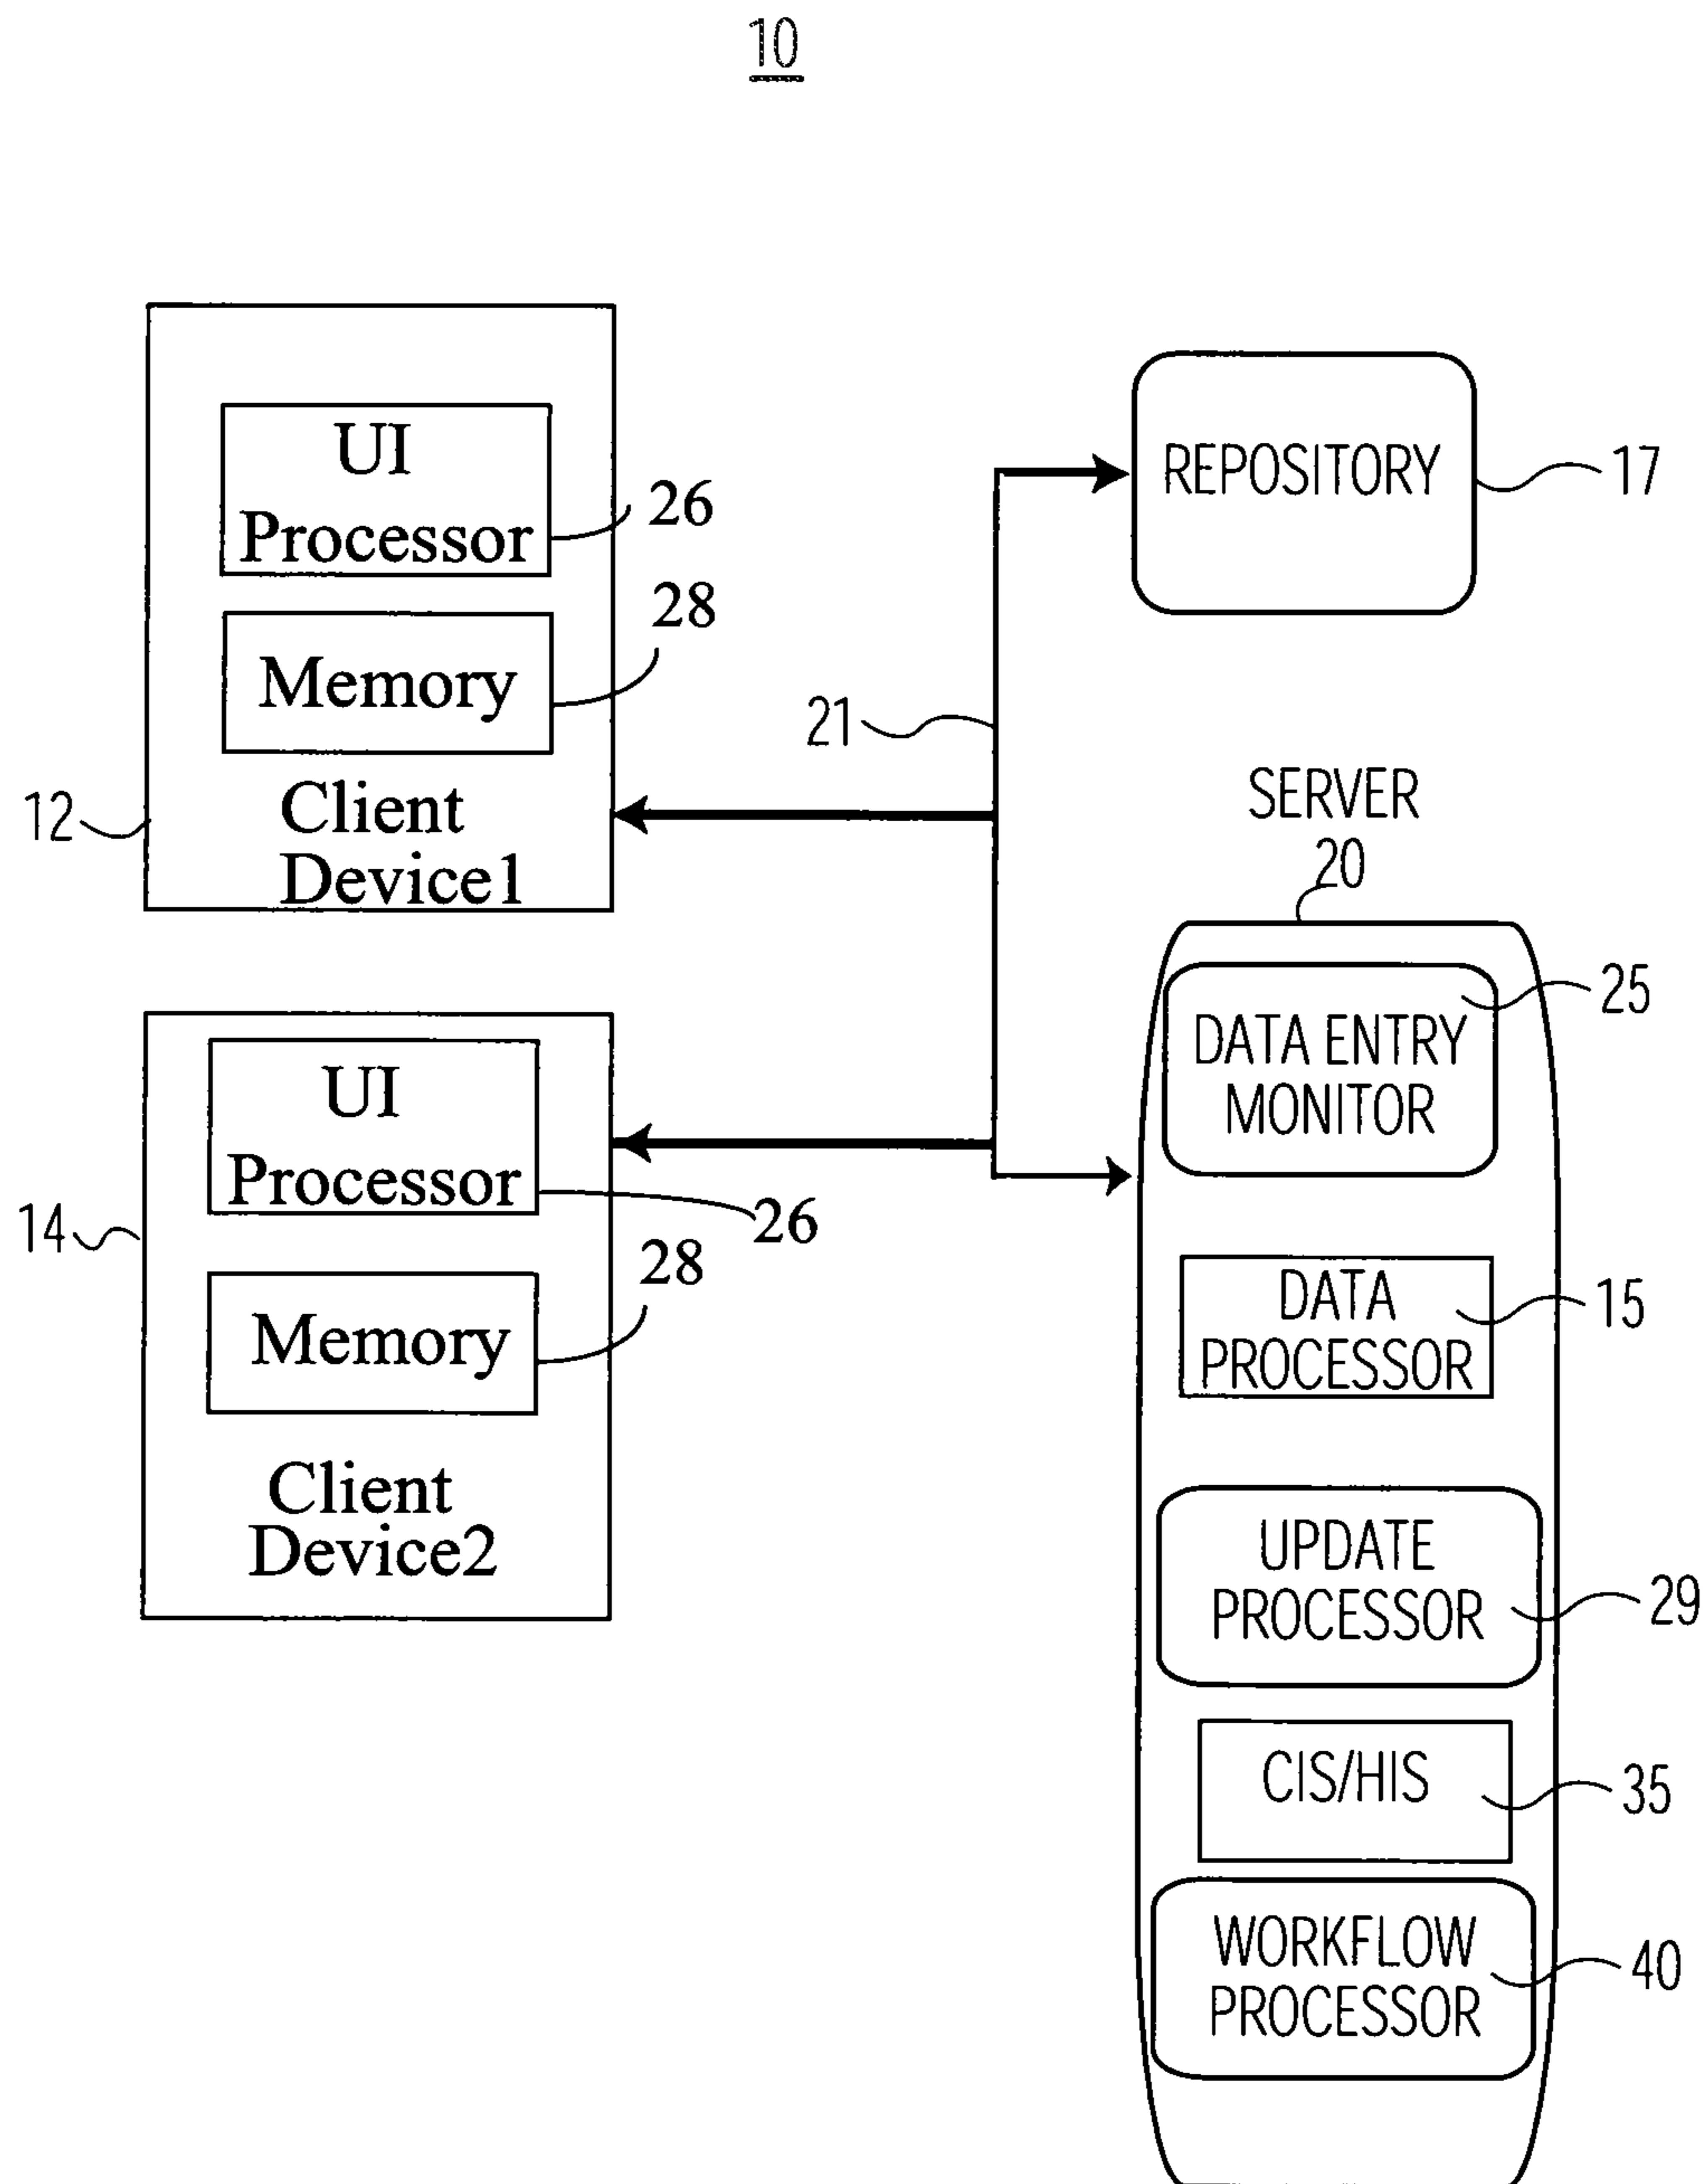 10
UI
Processor
26
Memory
28
Client
Device1
12
REPOSITORY
17
21
SERVER
20
UI
Processor
26
Memory
28
Client
Device2
14
DATA ENTRY
MONITOR
25
DATA
PROCESSOR
15
UPDATE
PROCESSOR
29
CIS/HIS
35
WORKFLOW
PROCESSOR
40